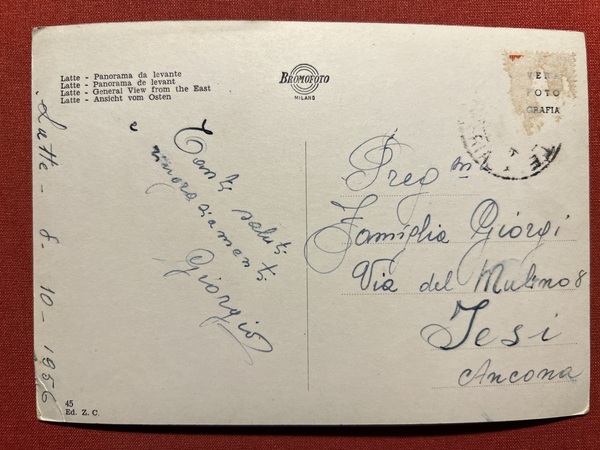 Latte - Panorama da levante
Latte - Panorama de levant
Latte - General View from the East
Latte - Ansicht vom Osten
BROMOFOTO
MILANO
VERA
FOTO
GRAFIA
Latte - 8 - 10 - 1956
Tanti saluti
e ringraziamenti
Giorgio
Preg ma
Famiglia Giorgi
Via del Mulino 8
Jesi
Ancona
45
Ed. Z. C.